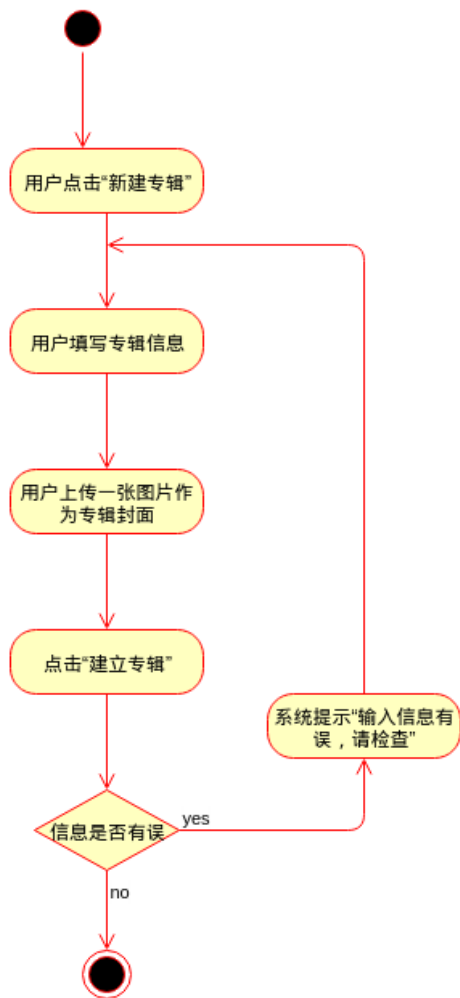 用户点击“新建专辑”
用户填写专辑信息
用户上传一张图片作
为专辑封面
点击“建立专辑”
系统提示“输入信息有
误，请检查”
信息是否有误
yes
no